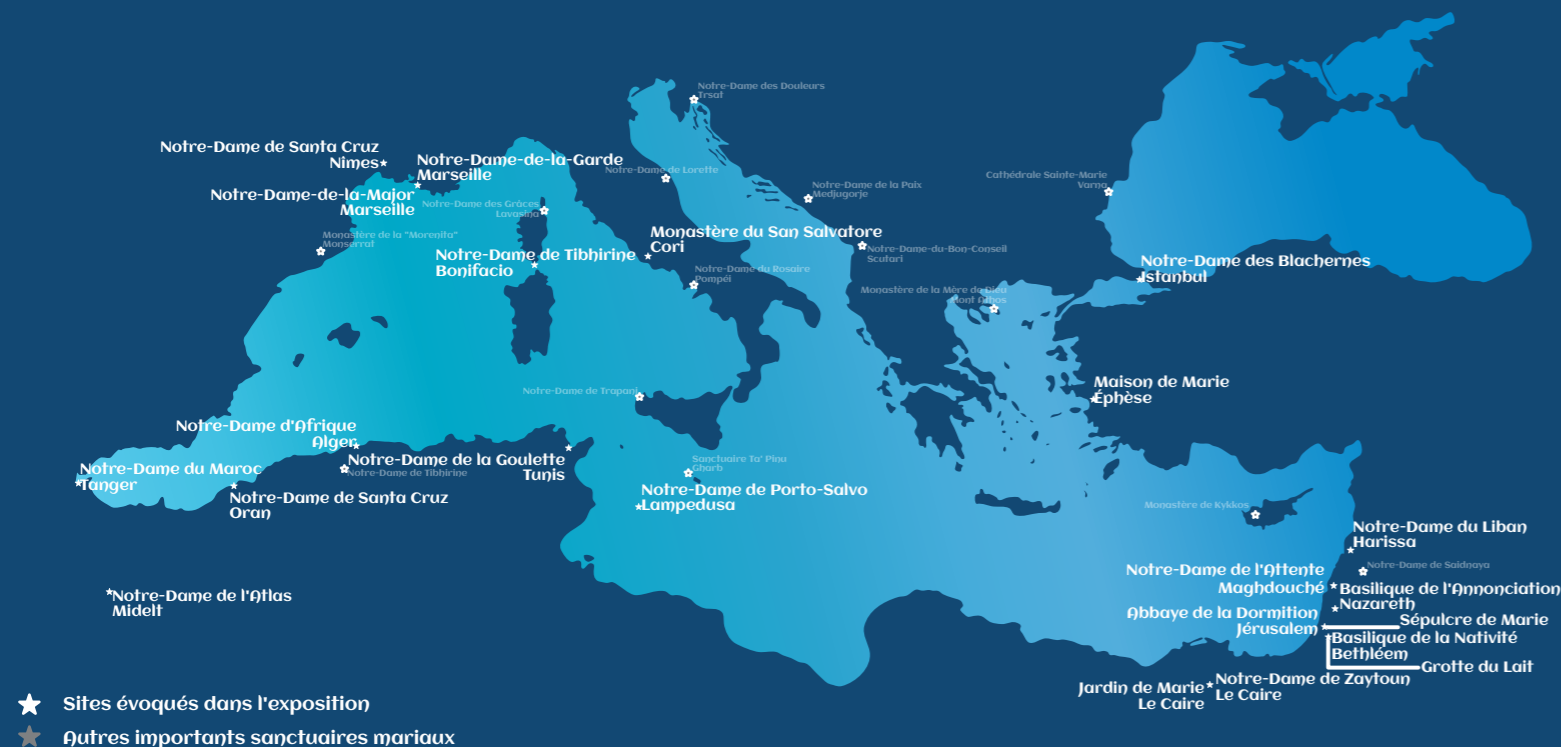 Notre-Dame des Douleurs
Trsat
Notre-Dame de Santa Cruz
Nimes
Notre-Dame-de-la-Garde
Marseille
Notre-Dame de Lorette
Notre-Dame-de-la-Major
Marseille
Notre-Dame des Grâces
Lavasina
Notre-Dame de la Paix
Medjugorje
Cathédrale Sainte-Marie
Varna
Monastère de la "Morenita"
Monserrat
Monastère du San Salvatore
Cori
Notre-Dame de Tibhirine
Bonifacio
Notre-Dame-du-Bon-Conseil
Scutari
Notre-Dame des Blachernes
Istanbul
Notre-Dame du Rosaire
Pompéi
Monastère de la Mère de Dieu
Mont Athos
Maison de Marie
Éphèse
Notre-Dame de Trapani
Notre-Dame d'Afrique
Alger
Notre-Dame de la Goulette
Tunis
Notre-Dame de Tibhirine
Notre-Dame du Maroc
Tanger
Sanctuaire Ta' Pinu
Gharb
Notre-Dame de Santa Cruz
Oran
Notre-Dame de Porto-Salvo
Lampedusa
Monastère de Kykkos
Notre-Dame du Liban
Harissa
Notre-Dame de Saidnaya
Notre-Dame de l'Attente
Maghdouché
Basilique de l'Annonciation
Nazareth
Notre-Dame de l'Atlas
Midelt
Abbaye de la Dormition
Jérusalem
Sépulcre de Marie
Basilique de la Nativité
Bethléem
Grotte du Lait
Jardin de Marie
Le Caire
Notre-Dame de Zaytoun
Le Caire
Sites évoqués dans l'exposition
Autres importants sanctuaires mariaux